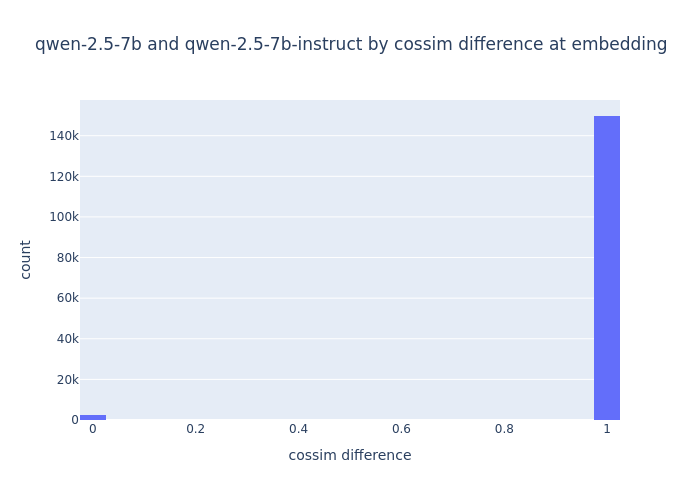 qwen-2.5-7b and qwen-2.5-7b-instruct by cossim difference at embedding
140k
120k
100k
80k
60k
40k
20k
0
count
0 0.2 0.4 0.6 0.8 1
cossim difference